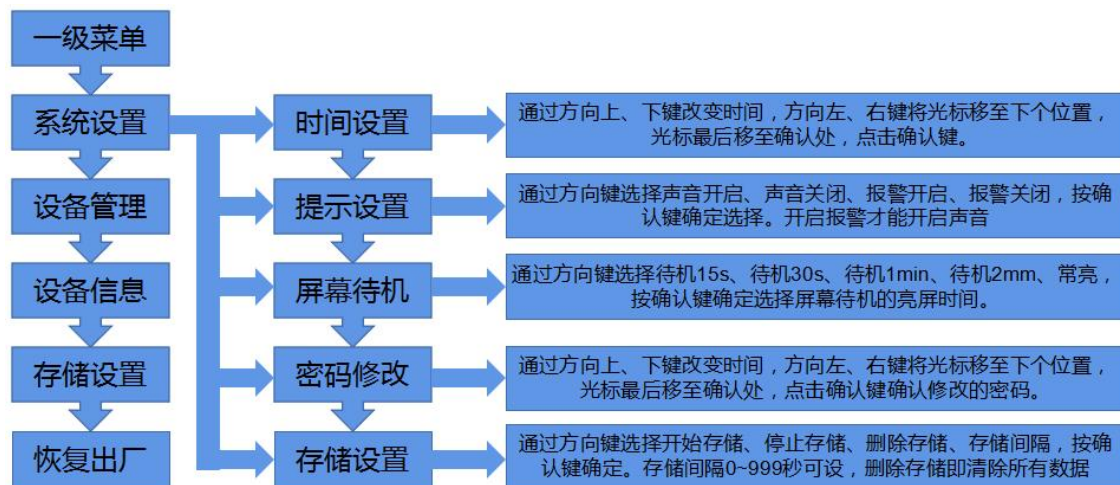 一级菜单
系统设置
时间设置
通过方向上、下键改变时间，方向左、右键将光标移至下个位置，
光标最后移至确认处，点击确认键。
设备管理
提示设置
通过方向键选择声音开启、声音关闭、报警开启、报警关闭，按确
认键确定选择。开启报警才能开启声音
设备信息
屏幕待机
通过方向键选择待机15s、待机30s、待机1min、待机2mm、常亮，
按确认键确定选择屏幕待机的亮屏时间。
存储设置
密码修改
通过方向上、下键改变时间，方向左、右键将光标移至下个位置，
光标最后移至确认处，点击确认键确认修改的密码。
恢复出厂
存储设置
通过方向键选择开始存储、停止存储、删除存储、存储间隔，按确
认键确定。存储间隔0~999秒可设，删除存储即清除所有数据